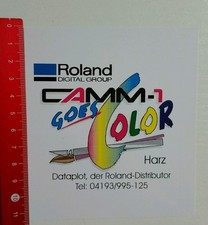 Roland
DIGITAL GROUP
CAMM-1
GOES COLOR
Harz
Dataplot, der Roland-Distributor
Tel: 04193/995-125